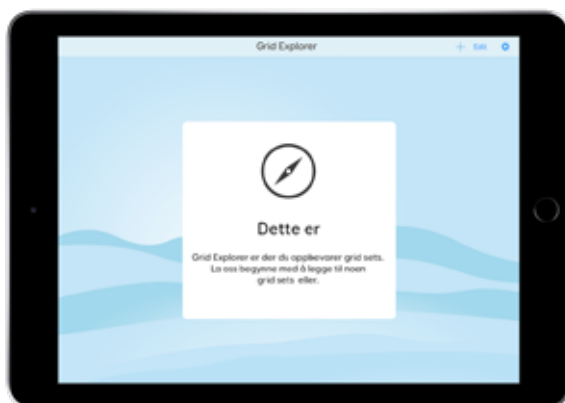 Grid Explorer
+ Edit
Dette er
Grid Explorer er der du oppbevarer grid sets.
La oss begynne med å legge til noen
grid sets eller.